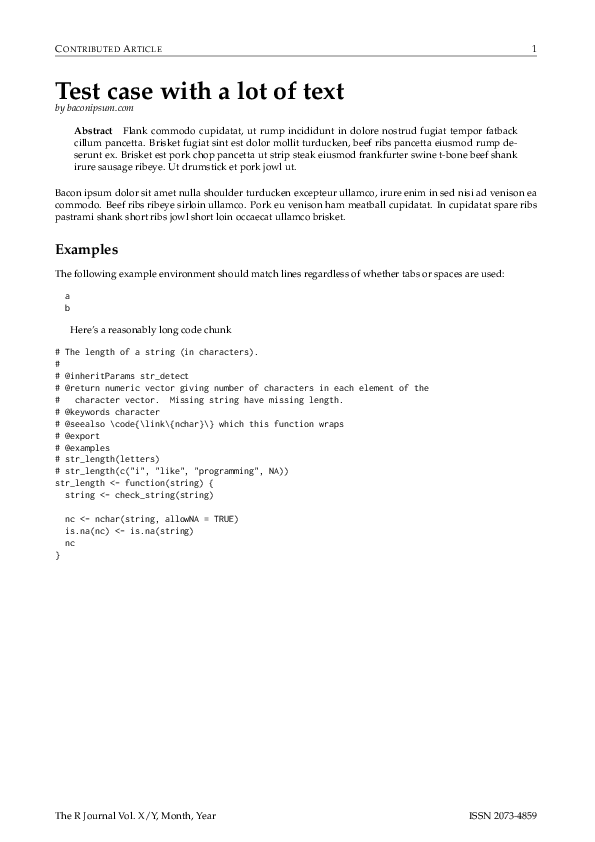 CONTRIBUTED ARTICLE 1
Test case with a lot of text
by baconipsum.com
Abstract Flank commodo cupidatat, ut rump incididunt in dolore nostrud fugiat tempor fatback
cillum pancetta. Brisket fugiat sint est dolor mollit turducken, beef ribs pancetta eiusmod rump de-
serunt ex. Brisket est pork chop pancetta ut strip steak eiusmod frankfurter swine t-bone beef shank
irure sausage ribeye. Ut drumstick et pork jowl ut.
Bacon ipsum dolor sit amet nulla shoulder turducken excepteur ullamco, irure enim in sed nisi ad venison ea
commodo. Beef ribs ribeye sirloin ullamco. Pork eu venison ham meatball cupidatat. In cupidatat spare ribs
pastrami shank short ribs jowl short loin occaecat ullamco brisket.
Examples
The following example environment should match lines regardless of whether tabs or spaces are used:
a
b
Here's a reasonably long code chunk
# The length of a string (in characters).
#
# @inheritParams str_detect
# @return numeric vector giving number of characters in each element of the
#   character vector.  Missing string have missing length.
# @keywords character
# @seealso \code{\link\{nchar}\} which this function wraps
# @export
# @examples
# str_length(letters)
# str_length(c("i", "like", "programming", NA))
str_length <- function(string) {
  string <- check_string(string)
  nc <- nchar(string, allowNA = TRUE)
  is.na(nc) <- is.na(string)
  nc
}
The R Journal Vol. X/Y, Month, Year ISSN 2073-4859